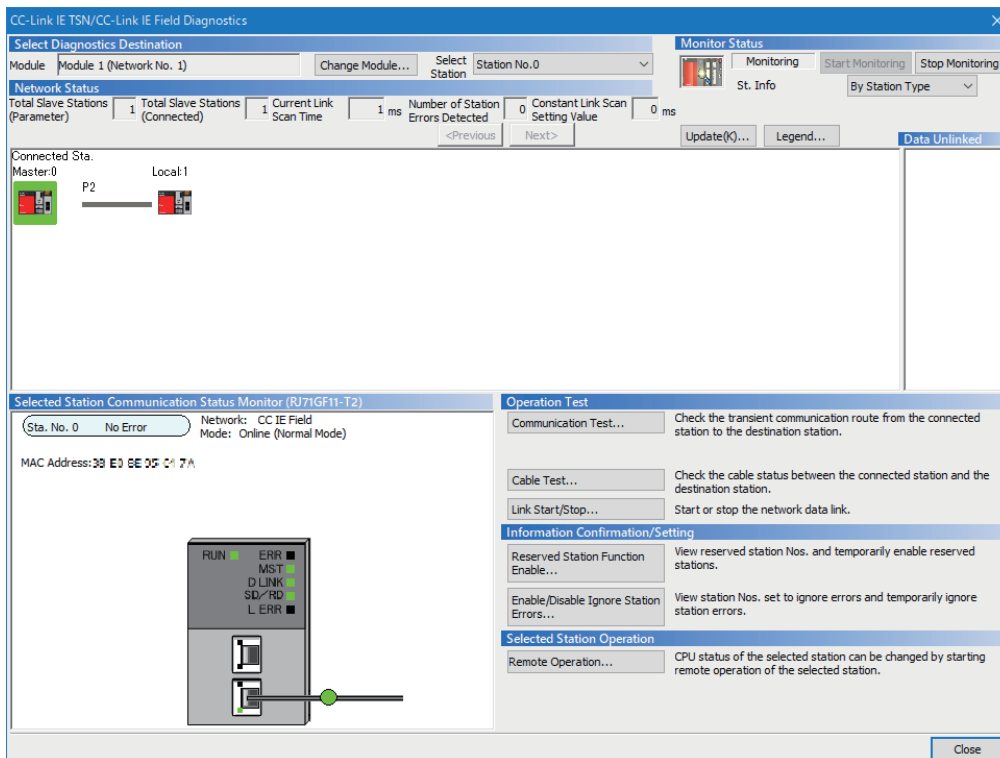 CC-Link IE TSN/CC-Link IE Field Diagnostics
Select Diagnostics Destination
Module Module 1 (Network No. 1) Change Module... Select Station Station No.0
Monitor Status
Monitoring Start Monitoring Stop Monitoring
St. Info By Station Type
Network Status
Total Slave Stations (Parameter) 1 Total Slave Stations (Connected) 1 Current Link Scan Time 1 ms Number of Station Errors Detected 0 Constant Link Scan Setting Value 0 ms
<Previous Next> Update(K)... Legend... Data Unlinked
Connected Sta.
Master:0 Local:1
P2
Selected Station Communication Status Monitor (RJ71GF11-T2)
Sta. No. 0 No Error
Network: CC IE Field
Mode: Online (Normal Mode)
MAC Address:
RUN ERR
MST
D LINK
SD/RD
L ERR
Operation Test
Communication Test... Check the transient communication route from the connected
station to the destination station.
Cable Test... Check the cable status between the connected station and the
destination station.
Link Start/Stop... Start or stop the network data link.
Information Confirmation/Setting
Reserved Station Function Enable... View reserved station Nos. and temporarily enable reserved
stations.
Enable/Disable Ignore Station Errors... View station Nos. set to ignore errors and temporarily ignore
station errors.
Selected Station Operation
Remote Operation... CPU status of the selected station can be changed by starting
remote operation of the selected station.
Close